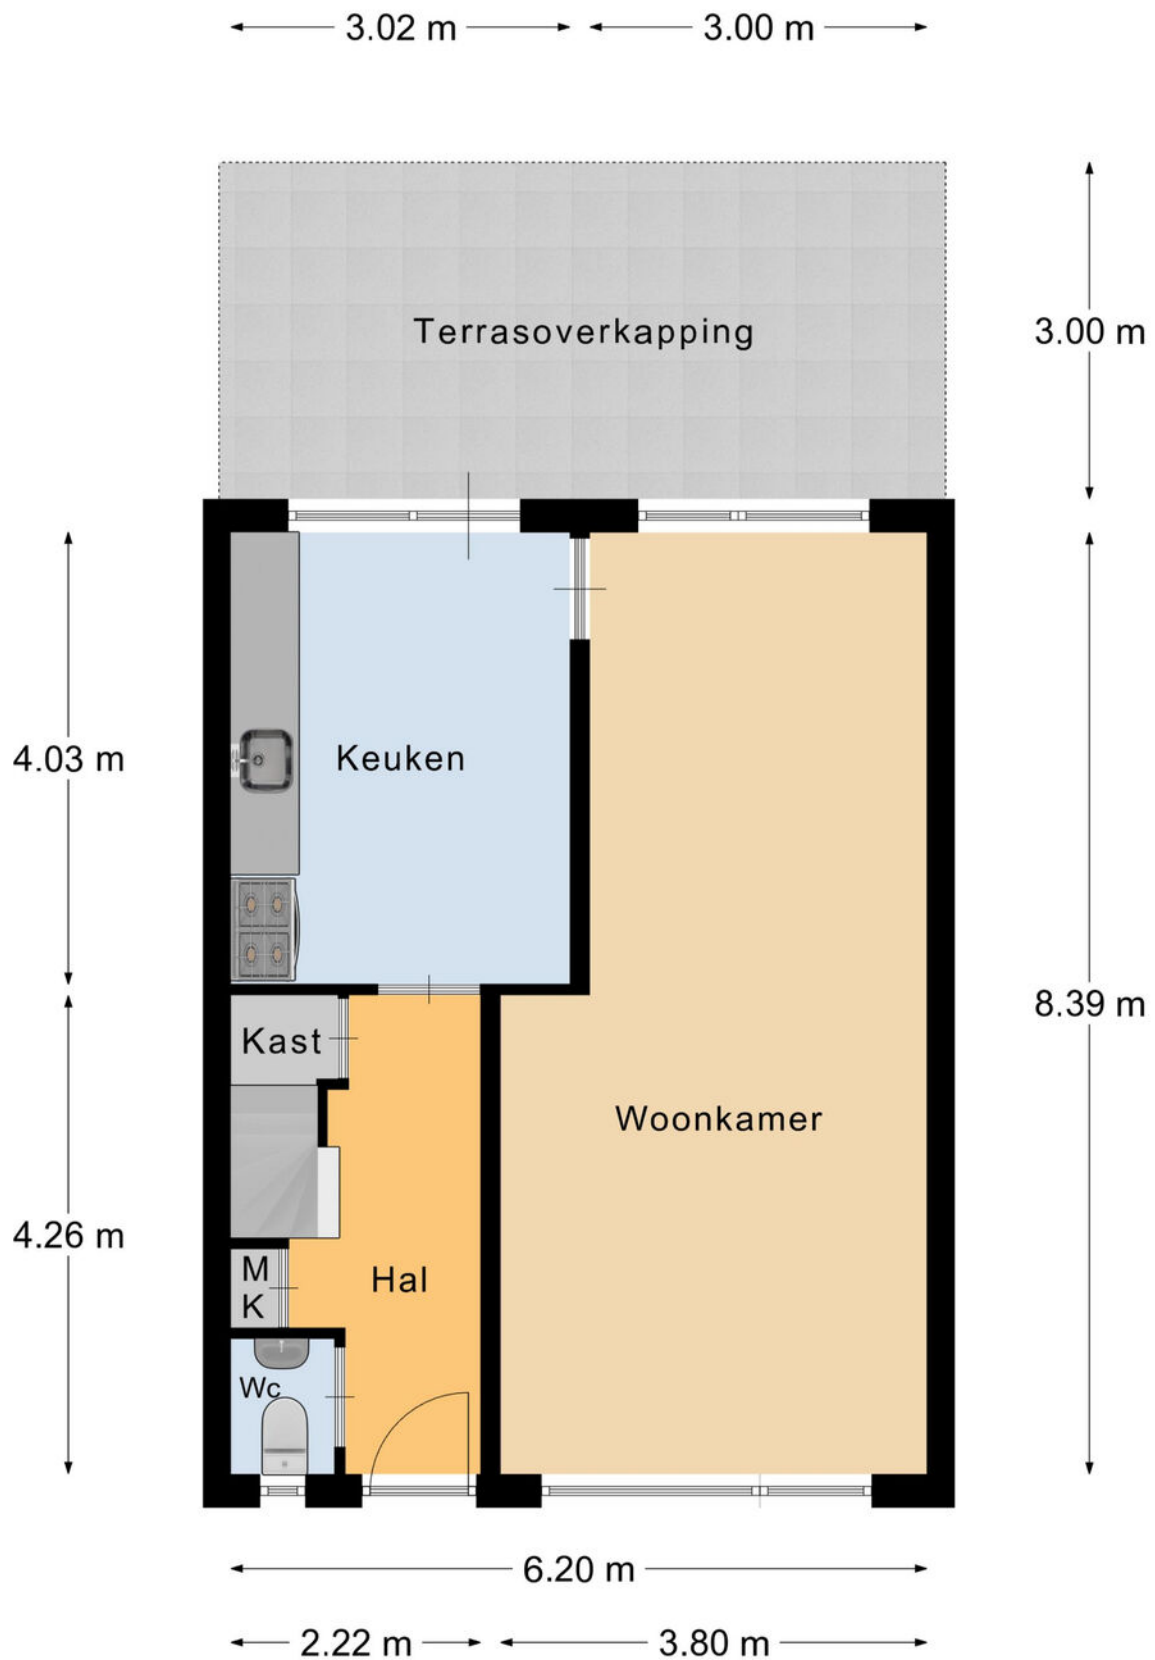 3.02 m
3.00 m
Terrasoverkapping
3.00 m
4.03 m
Keuken
8.39 m
Kast
Woonkamer
4.26 m
M
K
Hal
Wc
6.20 m
2.22 m
3.80 m